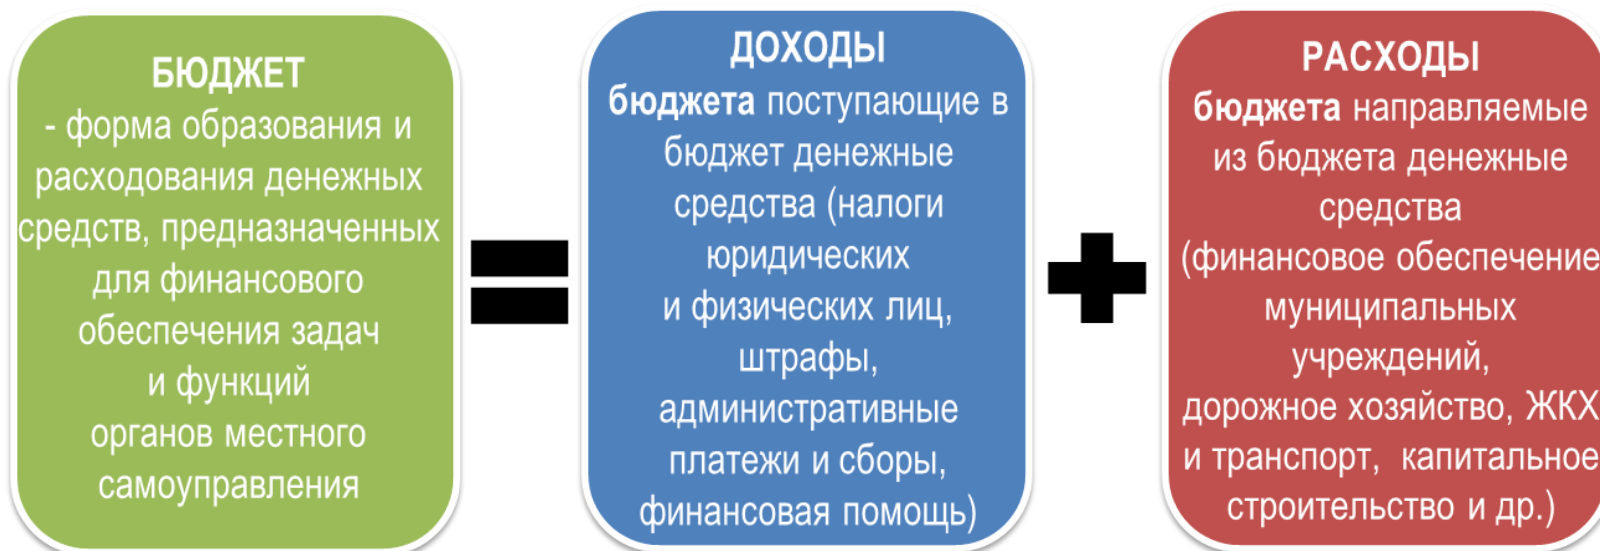 БЮДЖЕТ
- форма образования и
расходования денежных
средств, предназначенных
для финансового
обеспечения задач
и функций
органов местного
самоуправления
=
ДОХОДЫ
бюджета поступающие в
бюджет денежные
средства (налоги
юридических
и физических лиц,
штрафы,
административные
платежи и сборы,
финансовая помощь)
+
РАСХОДЫ
бюджета направляемые
из бюджета денежные
средства
(финансовое обеспечение
муниципальных
учреждений,
дорожное хозяйство, ЖКХ
и транспорт, капитальное
строительство и др.)